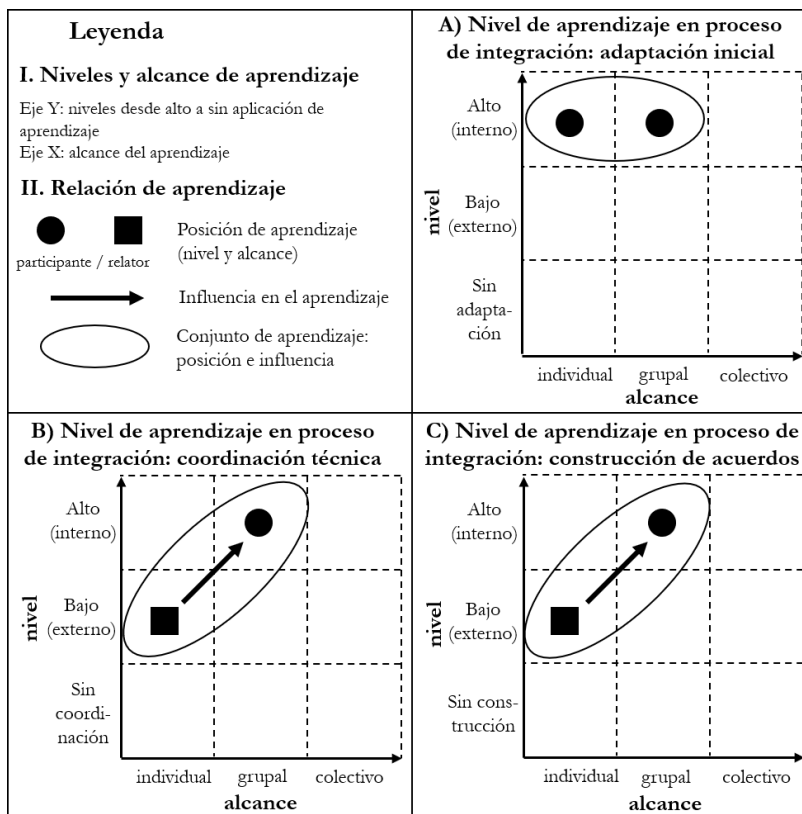 Leyenda
I. Niveles y alcance de aprendizaje
Eje Y: niveles desde alto a sin aplicación de
aprendizaje
Eje X: alcance del aprendizaje
II. Relación de aprendizaje
participante / relator
Posición de aprendizaje
(nivel y alcance)
Influencia en el aprendizaje
Conjunto de aprendizaje:
posición e influencia
A) Nivel de aprendizaje en proceso
de integración: adaptación inicial
nivel
Alto
(interno)
Bajo
(externo)
Sin
adapta-
ción
individual grupal colectivo
alcance
B) Nivel de aprendizaje en proceso
de integración: coordinación técnica
nivel
Alto
(interno)
Bajo
(externo)
Sin
coordi-
nación
individual grupal colectivo
alcance
C) Nivel de aprendizaje en proceso de
integración: construcción de acuerdos
nivel
Alto
(interno)
Bajo
(externo)
Sin cons-
trucción
individual grupal colectivo
alcance